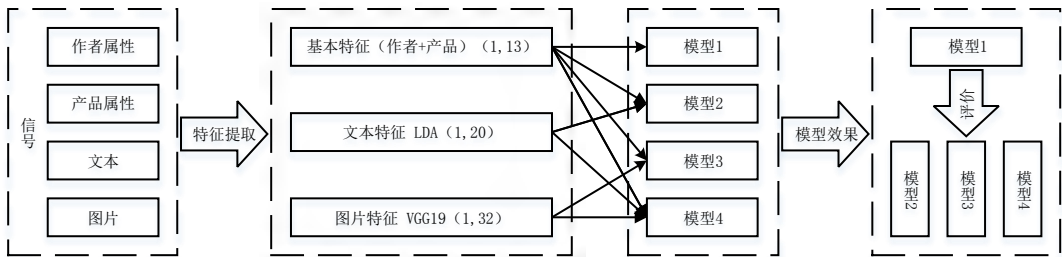 信号
作者属性
产品属性
文本
图片
特征提取
基本特征（作者+产品）（1,13）
文本特征 LDA（1,20）
图片特征 VGG19（1,32）
模型1
模型2
模型3
模型4
模型效果
模型1
评估
模型2
模型3
模型4